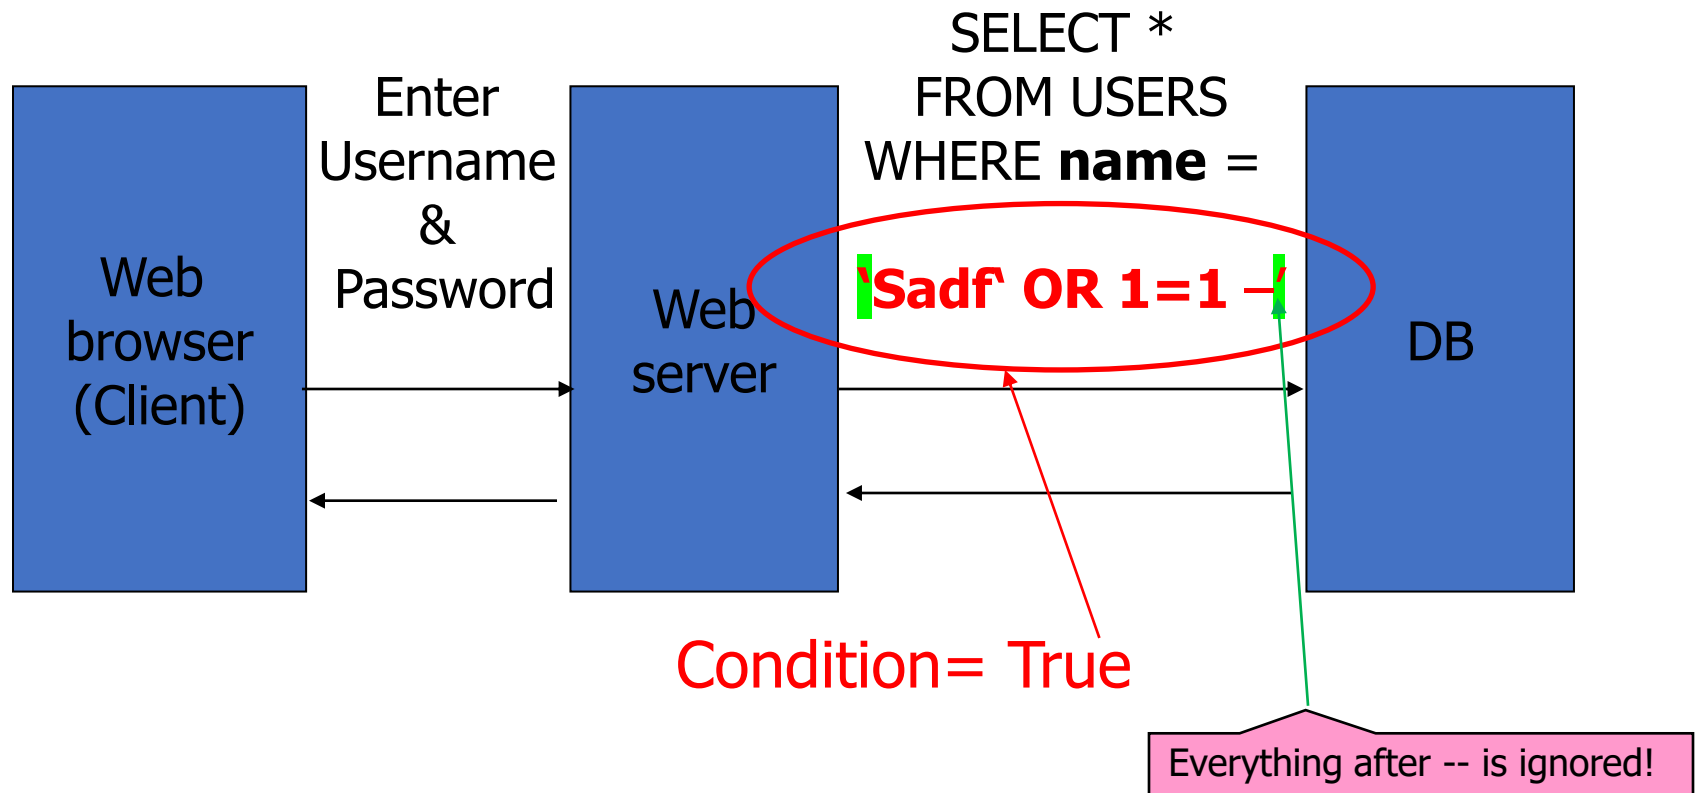 Web
browser
(Client)
Enter
Username
&
Password
Web
server
SELECT *
FROM USERS
WHERE name =
‘Sadf‘ OR 1=1 –’
DB
Condition= True
Everything after -- is ignored!